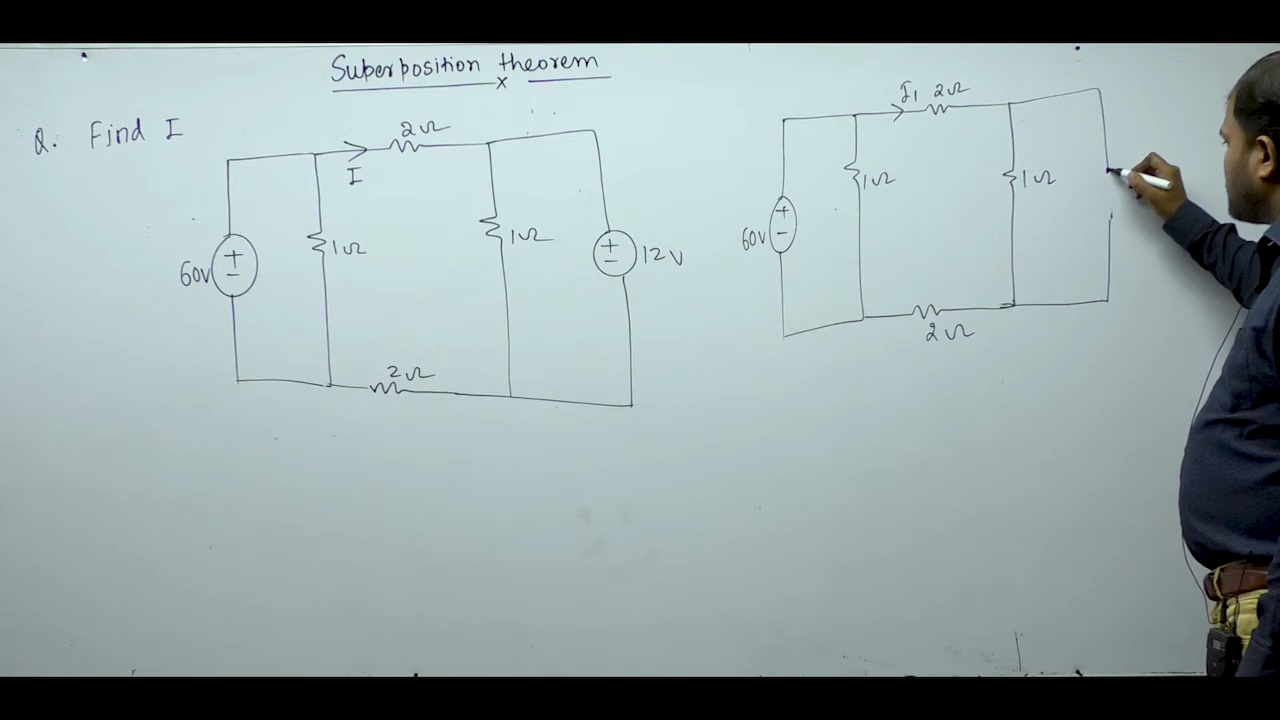 Superposition theorem
x
Q. Find I
2Ω
I
60V
+
-
1Ω
1Ω
+
-
12V
2Ω
I1 2Ω
60V
+
-
1Ω
1Ω
2Ω